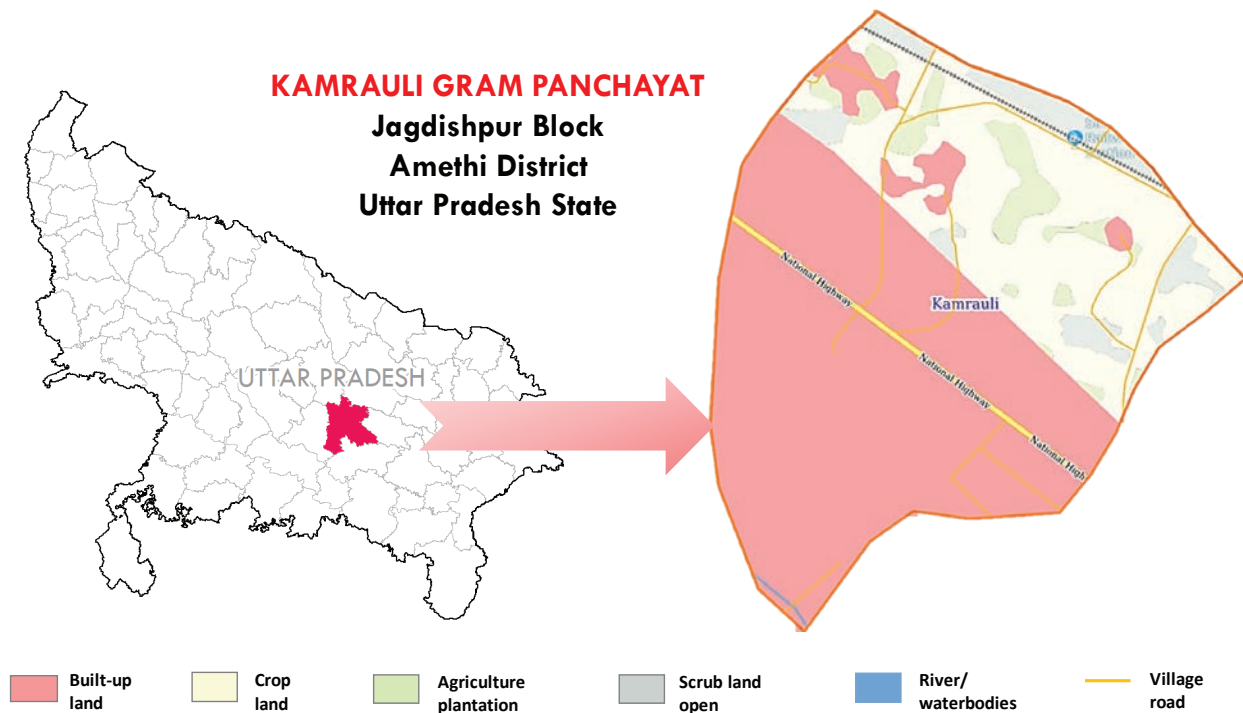 KAMRAULI GRAM PANCHAYAT
Jagdishpur Block
Amethi District
Uttar Pradesh State
UTTAR PRADESH
National Highway
Kamrauli
National Highway
National High
Built-up
land
Crop
land
Agriculture
plantation
Scrub land
open
River/
waterbodies
Village
road